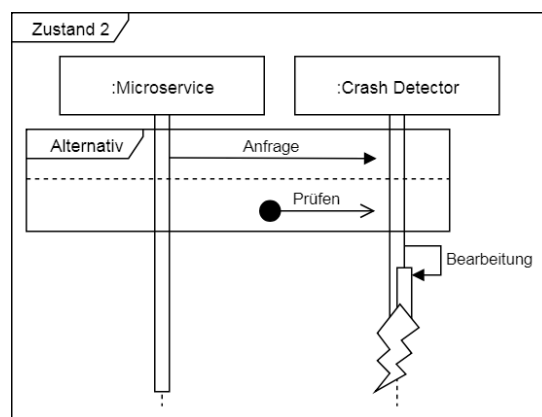 Zustand 2
:Microservice
:Crash Detector
Alternativ
Anfrage
Prüfen
Bearbeitung